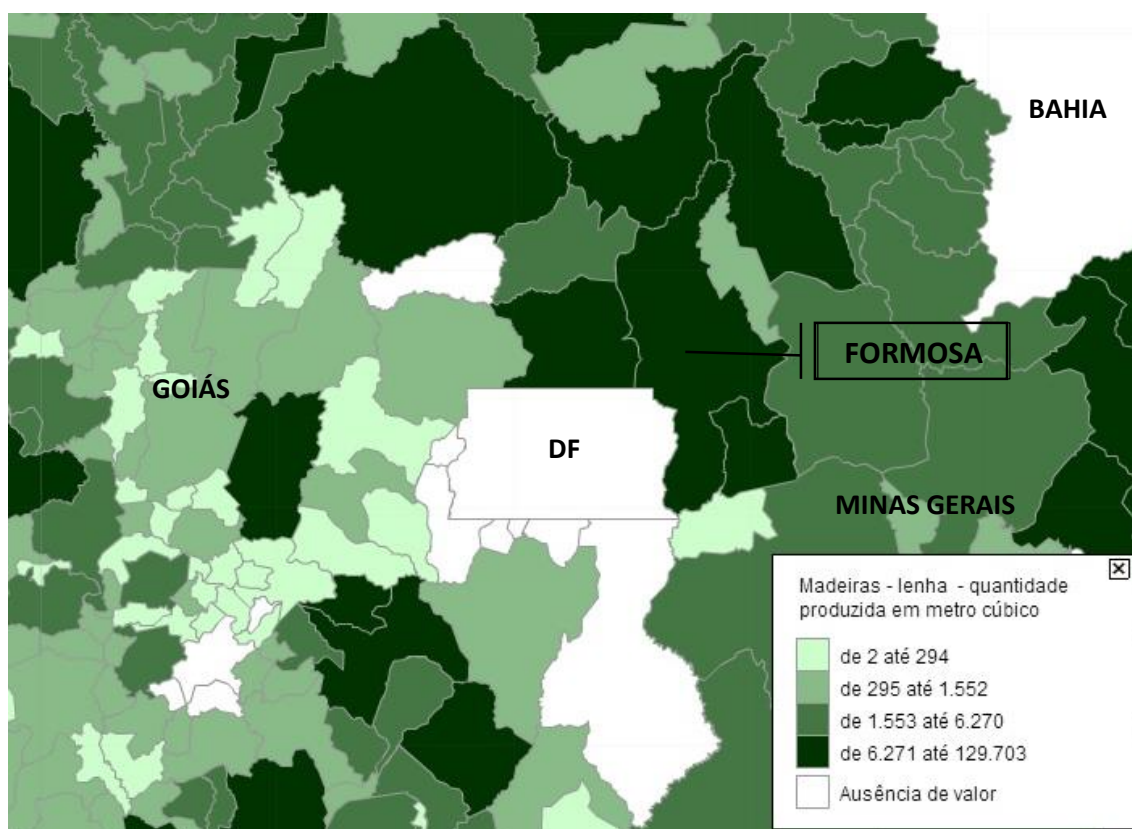 BAHIA
FORMOSA
GOIÁS
DF
MINAS GERAIS
Madeiras - lenha - quantidade
produzida em metro cúbico
de 2 até 294
de 295 até 1.552
de 1.553 até 6.270
de 6.271 até 129.703
Ausência de valor